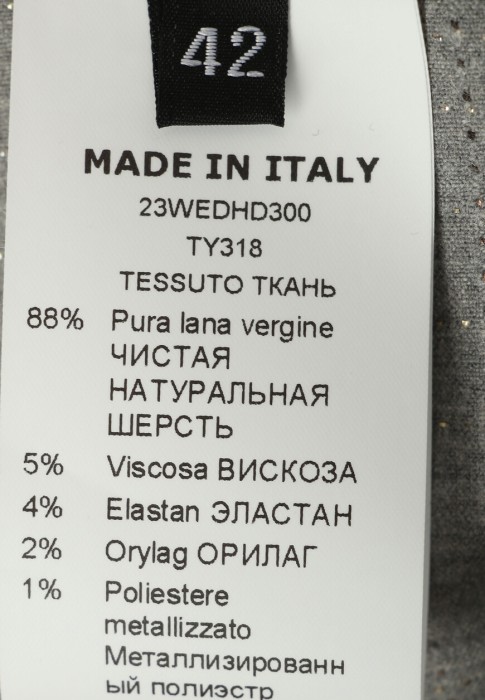 42
MADE IN ITALY
23WEDHD300
TY318
TESSUTO ТКАНЬ
88% Pura lana vergine
ЧИСТАЯ
НАТУРАЛЬНАЯ
ШЕРСТЬ
5% Viscosa ВИСКОЗА
4% Elastan ЭЛАСТАН
2% Orylag ОРИЛАГ
1% Poliestere
metallizzato
Металлизированн
ый полиэстр